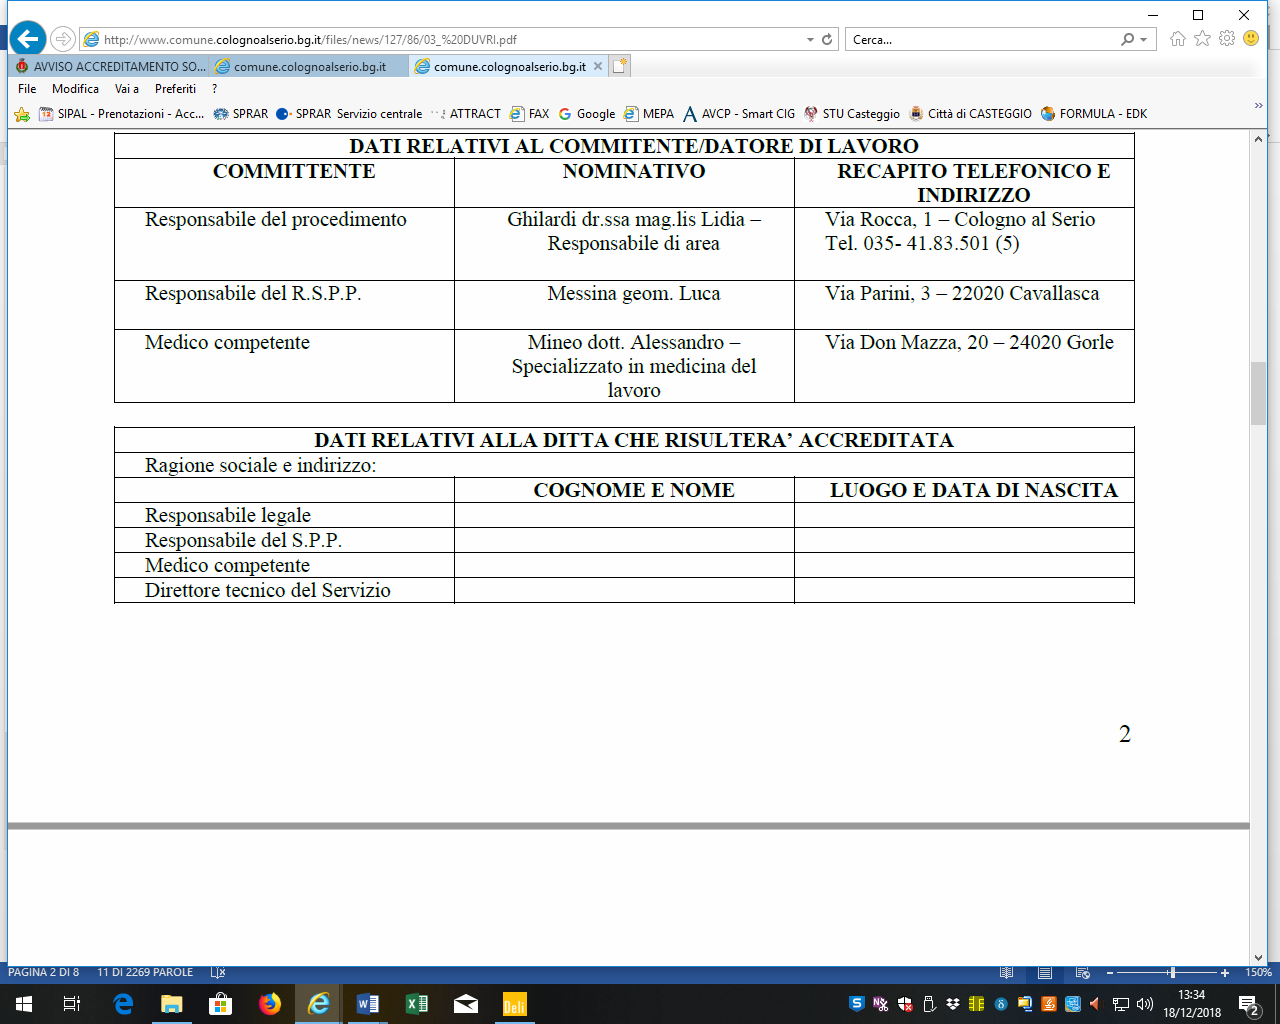 http://www.comune.colognoalserio.bg.it/files/news/127/86/03_%20DUVRI.pdf
Cerca...
AVVISO ACCREDITAMENTO SO...
comune.colognoalserio.bg.it
comune.colognoalserio.bg.it
File Modifica Vai a Preferiti ?
SIPAL - Prenotazioni - Acc... SPRAR SPRAR Servizio centrale ATTRACT FAX Google MEPA AVCP - Smart CIG STU Casteggio Città di CASTEGGIO FORMULA - EDK
DATI RELATIVI AL COMMITENTE/DATORE DI LAVORO
COMMITTENTE NOMINATIVO RECAPITO TELEFONICO E
INDIRIZZO
Responsabile del procedimento Ghilardi dr.ssa mag.lis Lidia – Via Rocca, 1 – Cologno al Serio
Responsabile di area Tel. 035- 41.83.501 (5)
Responsabile del R.S.P.P. Messina geom. Luca Via Parini, 3 – 22020 Cavallasca
Medico competente Mineo dott. Alessandro – Via Don Mazza, 20 – 24020 Gorle
Specializzato in medicina del
lavoro
DATI RELATIVI ALLA DITTA CHE RISULTERA’ ACCREDITATA
Ragione sociale e indirizzo:
COGNOME E NOME LUOGO E DATA DI NASCITA
Responsabile legale
Responsabile del S.P.P.
Medico competente
Direttore tecnico del Servizio
2
PAGINA 2 DI 8 11 DI 2269 PAROLE 150%
Deli
13:34
18/12/2018
2